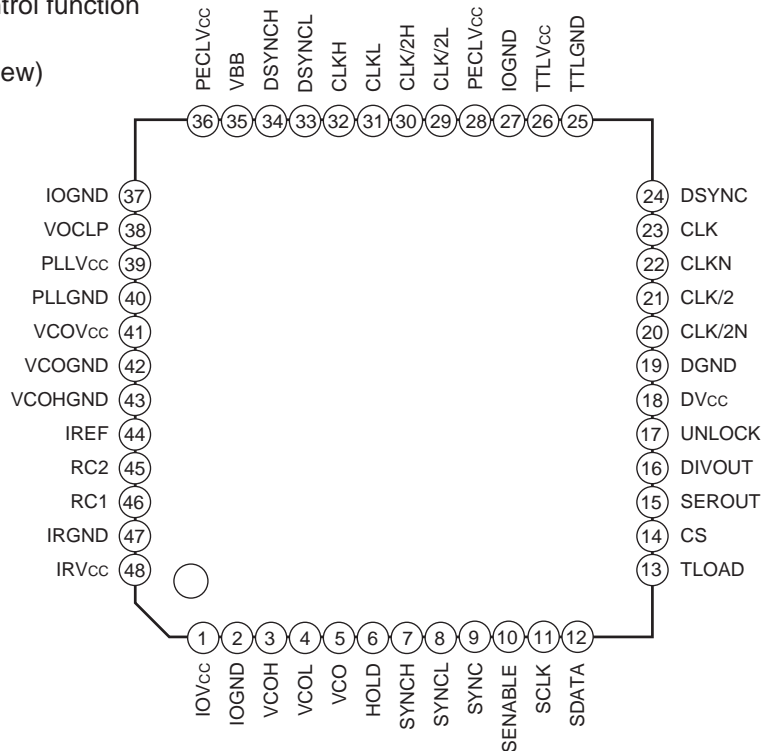 ntrol function
ew)
PECLVcc
VBB
DSYNCH
DSYNCL
CLKH
CLKL
CLK/2H
CLK/2L
PECLVcc
IOGND
TTLVcc
TTLGND
36 35 34 33 32 31 30 29 28 27 26 25
IOGND 37
VOCLP 38
PLLVcc 39
PLLGND 40
VCOVcc 41
VCOGND 42
VCOHGND 43
IREF 44
RC2 45
RC1 46
IRGND 47
IRVcc 48
24 DSYNC
23 CLK
22 CLKN
21 CLK/2
20 CLK/2N
19 DGND
18 DVcc
17 UNLOCK
16 DIVOUT
15 SEROUT
14 CS
13 TLOAD
1 2 3 4 5 6 7 8 9 10 11 12
IOVcc
IOGND
VCOH
VCOL
VCO
HOLD
SYNCH
SYNCL
SYNC
SENABLE
SCLK
SDATA